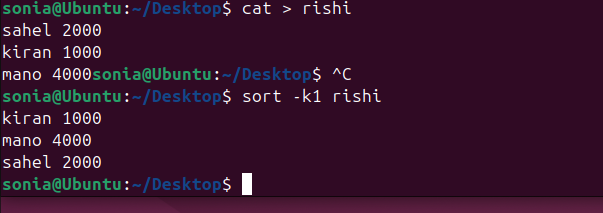 sonia@Ubuntu:~/Desktop$ cat > rishi
sahel 2000
kiran 1000
mano 4000sonia@Ubuntu:~/Desktop$ ^C
sonia@Ubuntu:~/Desktop$ sort -k1 rishi
kiran 1000
mano 4000
sahel 2000
sonia@Ubuntu:~/Desktop$